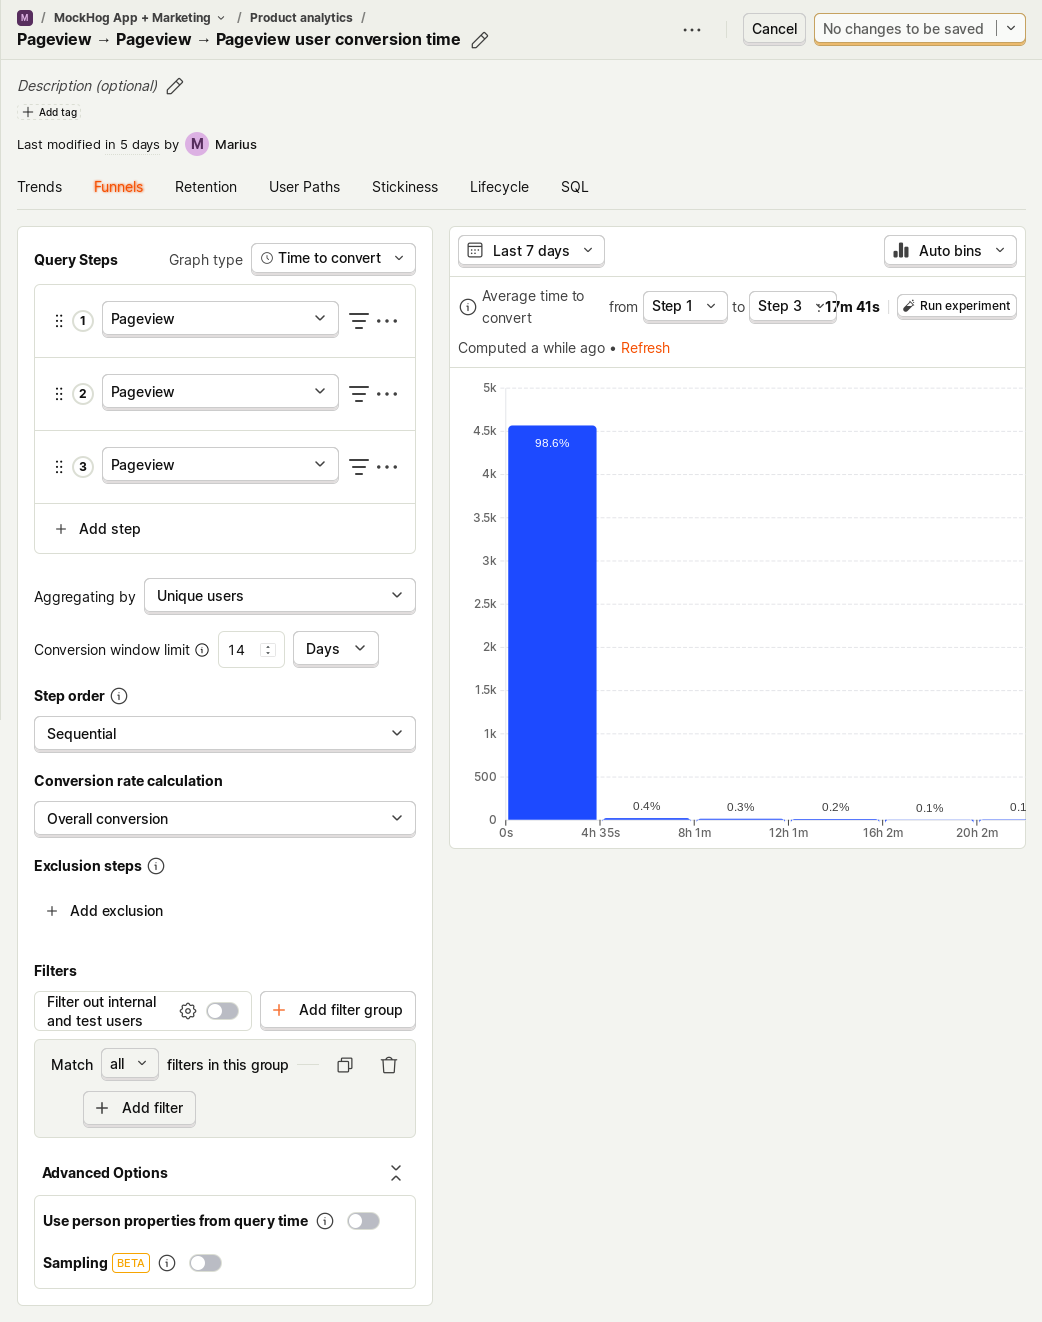 M / MockHog App + Marketing / Product analytics /
Pageview → Pageview → Pageview user conversion time
Cancel
No changes to be saved
Description (optional)
Add tag
Last modified in 5 days by M Marius
Trends Funnels Retention User Paths Stickiness Lifecycle SQL
Query Steps Graph type Time to convert
1 Pageview
2 Pageview
3 Pageview
Add step
Aggregating by Unique users
Conversion window limit 14 Days
Step order
Sequential
Conversion rate calculation
Overall conversion
Exclusion steps
Add exclusion
Filters
Filter out internal
and test users
Add filter group
Match all filters in this group
Add filter
Advanced Options
Use person properties from query time
Sampling BETA
Last 7 days
Auto bins
Average time to
convert
from Step 1 to Step 3 17m 41s Run experiment
Computed a while ago • Refresh
5k
4.5k
4k
3.5k
3k
2.5k
2k
1.5k
1k
500
0
98.6% 0.4% 0.3% 0.2% 0.1% 0.1
0s 4h 35s 8h 1m 12h 1m 16h 2m 20h 2m